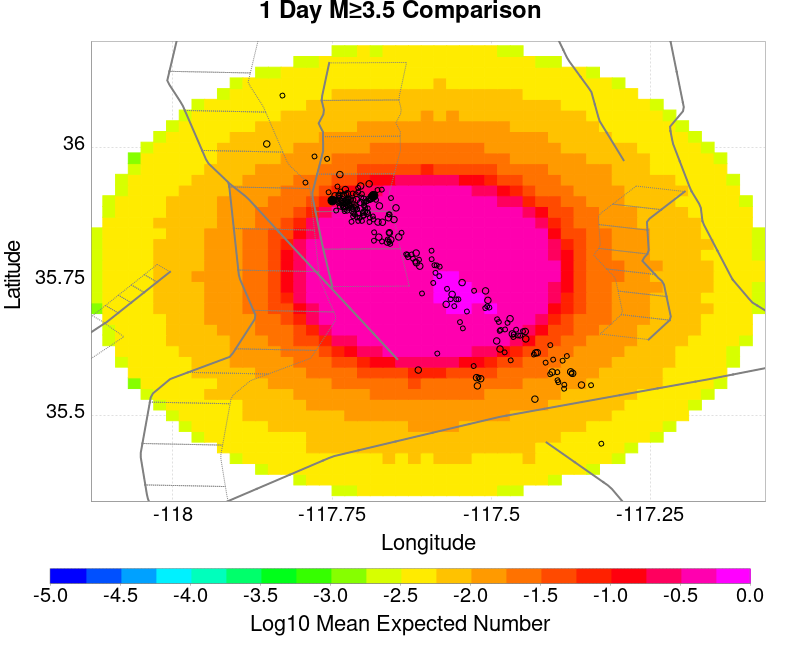 1 Day M≥3.5 Comparison
Latitude
36
35.75
35.5
-118 -117.75 -117.5 -117.25
Longitude
-5.0 -4.5 -4.0 -3.5 -3.0 -2.5 -2.0 -1.5 -1.0 -0.5 0.0
Log10 Mean Expected Number